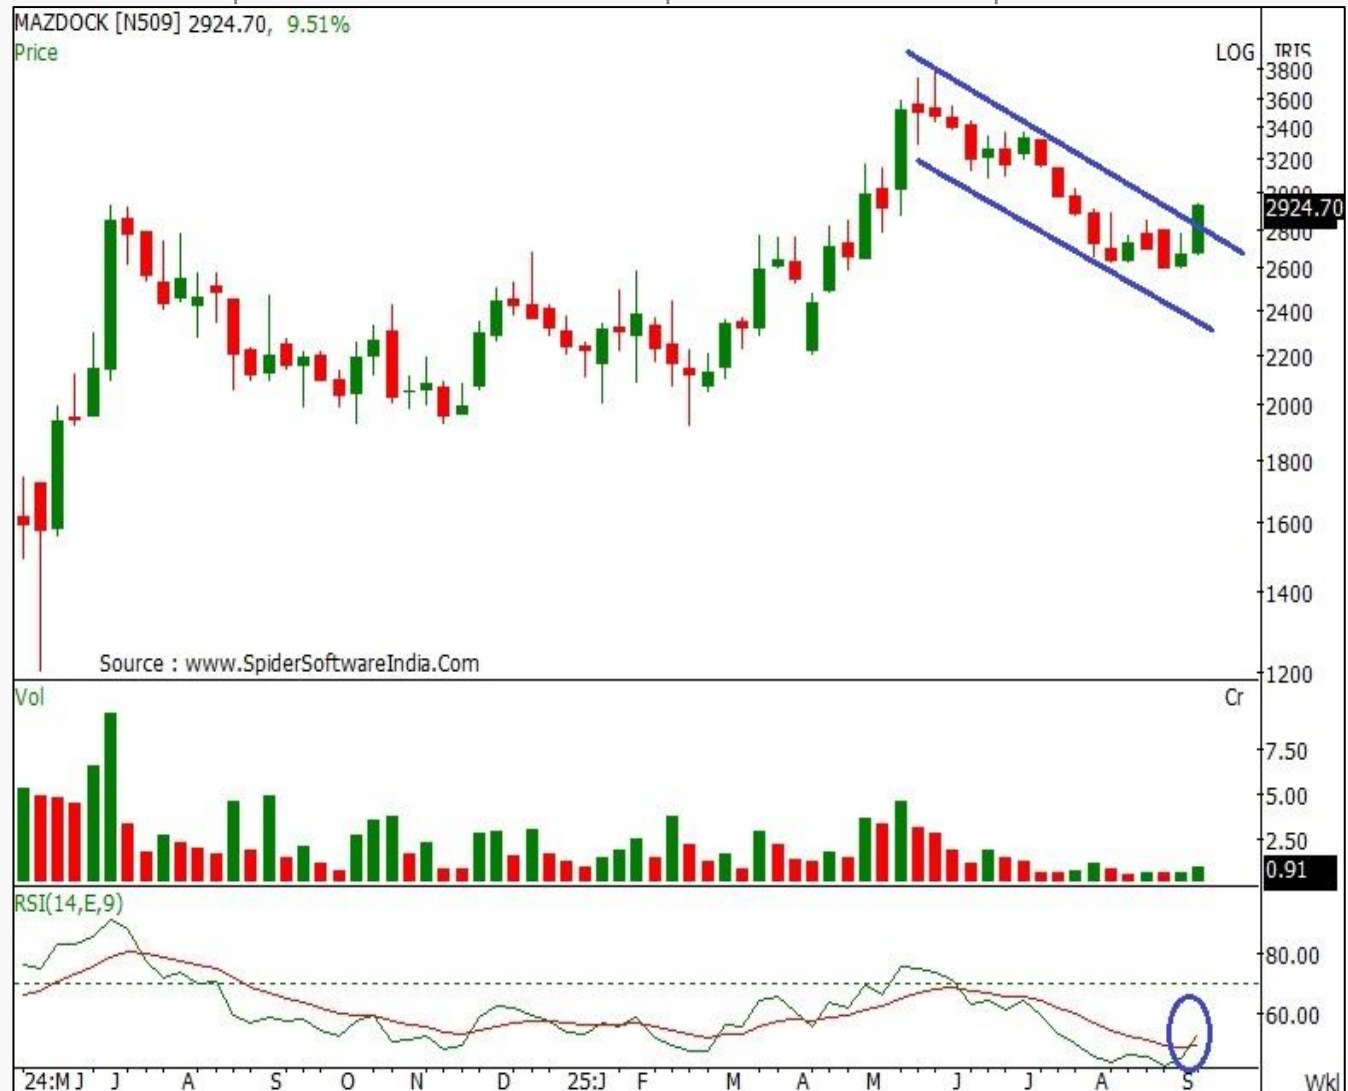 MAZDOCK [N509] 2924.70, 9.51%
Price
LOG IRIS
3800
3600
3400
3200
3000
2924.70
2800
2600
2400
2200
2000
1800
1600
1400
1200
Source : www.SpiderSoftwareIndia.Com
Vol
Cr
7.50
5.00
2.50
0.91
RSI(14,E,9)
80.00
60.00
24:M J J A S O N D 25:J F M A M J J A S Wkl